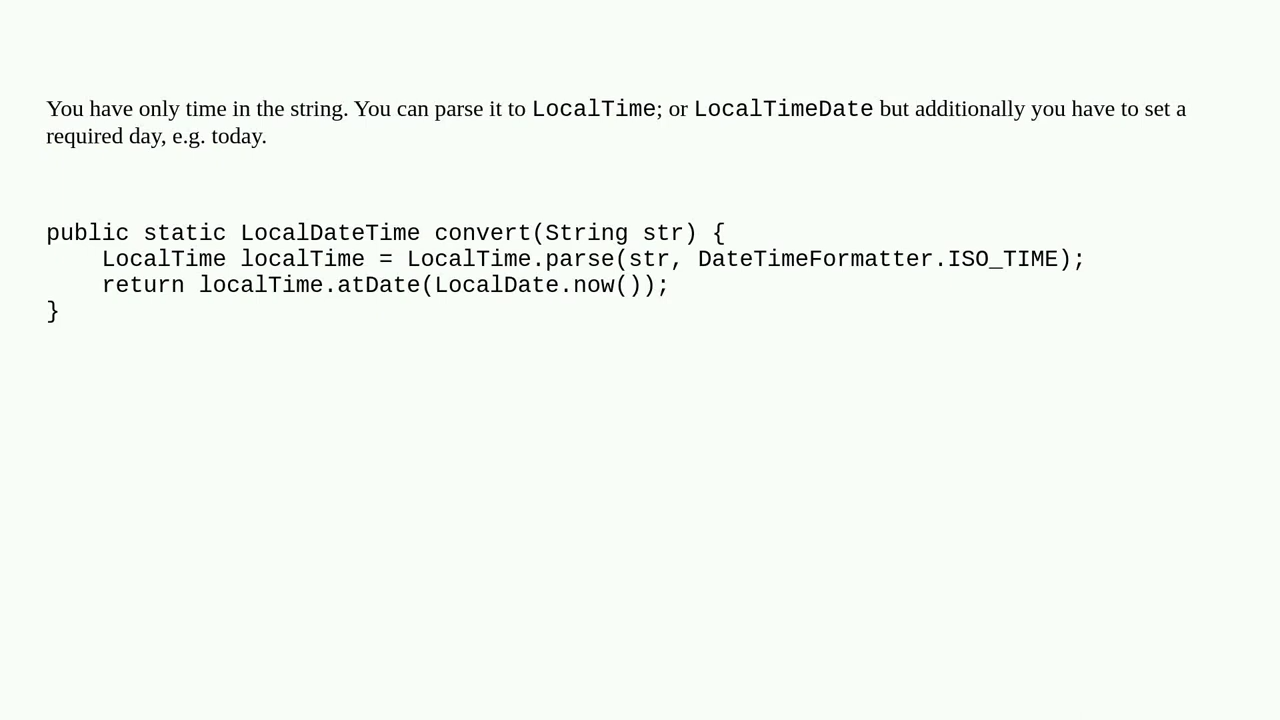 You have only time in the string. You can parse it to LocalTime; or LocalTimeDate but additionally you have to set a
required day, e.g. today.
public static LocalDateTime convert(String str) {
    LocalTime localTime = LocalTime.parse(str, DateTimeFormatter.ISO_TIME);
    return localTime.atDate(LocalDate.now());
}